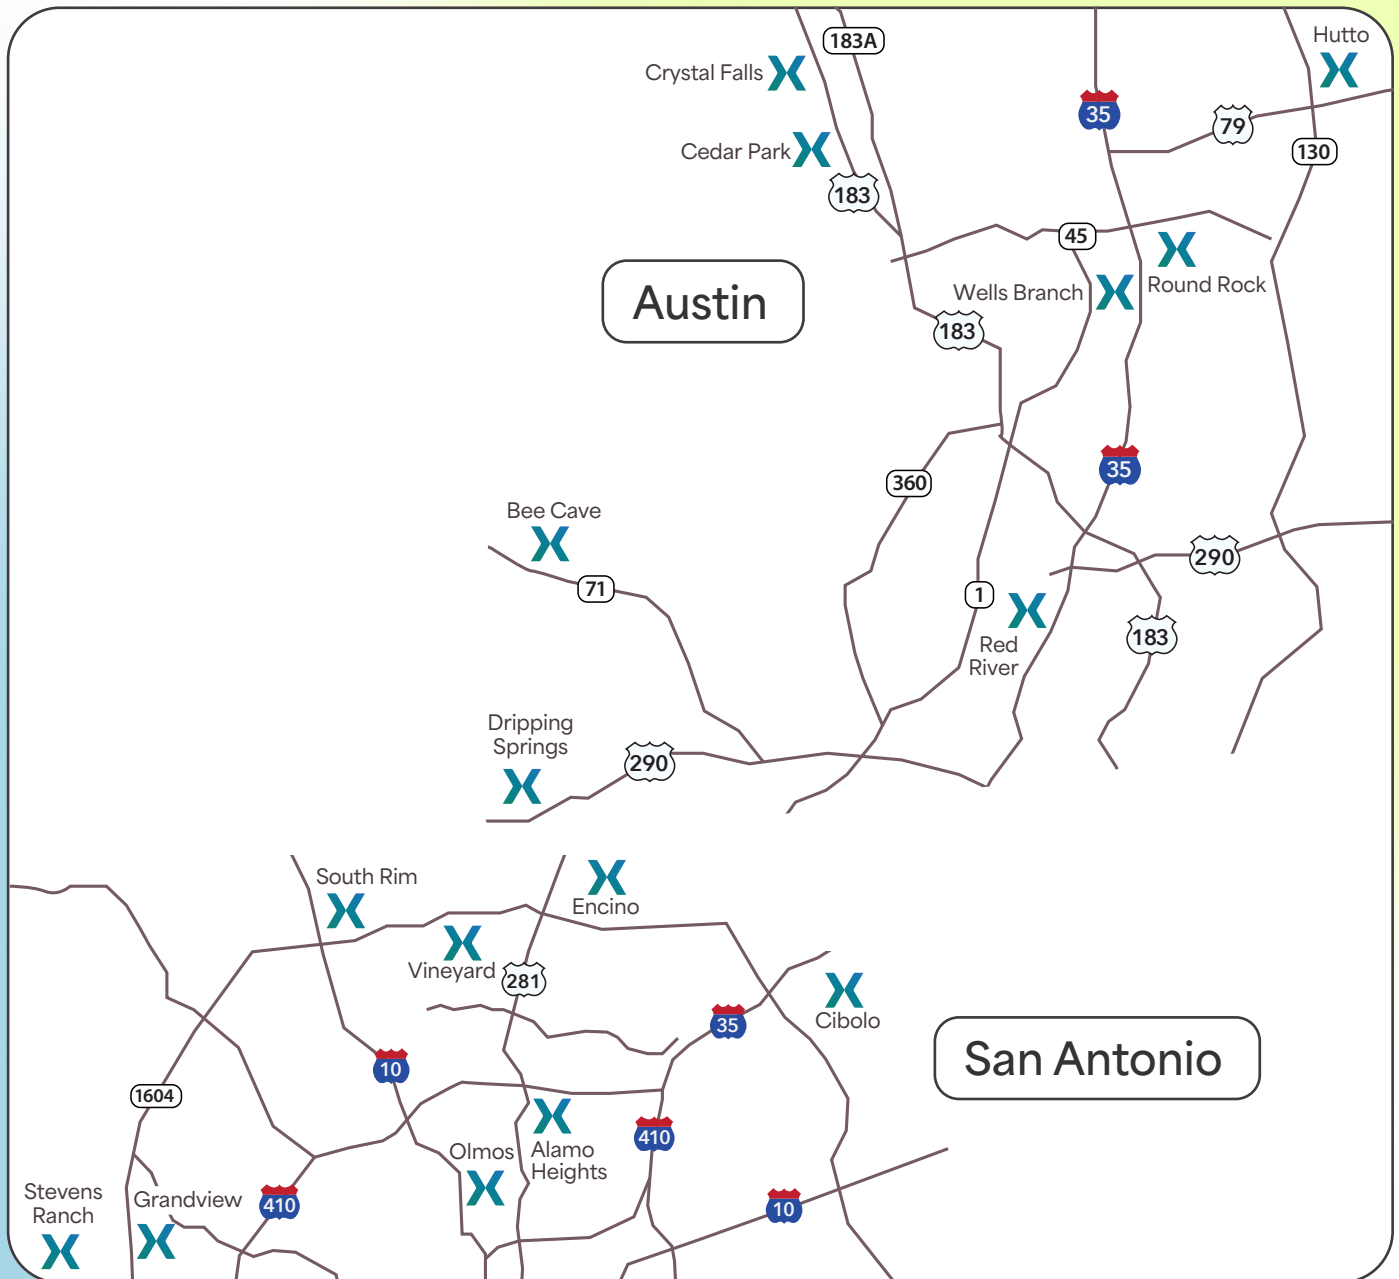 183A
Hutto
Crystal Falls
35
79
Cedar Park
130
183
45
Round Rock
Wells Branch
Austin
183
35
360
Bee Cave
290
71
1
183
Red
River
Dripping
Springs
290
South Rim
Encino
Vineyard
281
Cibolo
35
San Antonio
10
1604
410
Olmos
Alamo
Heights
Stevens
Ranch
Grandview
410
10